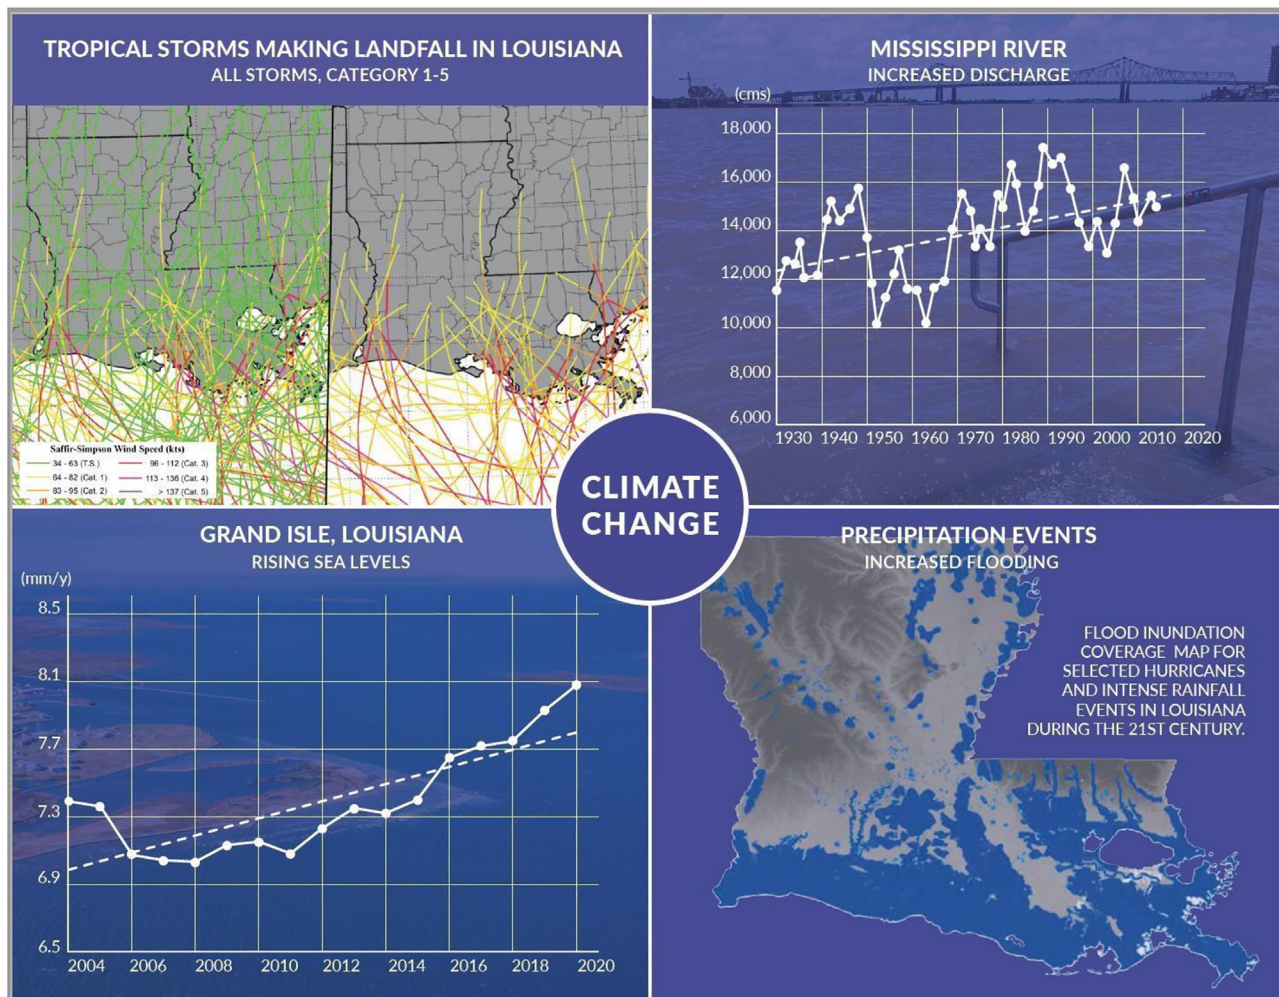 TROPICAL STORMS MAKING LANDFALL IN LOUISIANA
ALL STORMS, CATEGORY 1-5
Saffir-Simpson Wind Speed (kts)
34 - 63 (T.S.)
96 - 112 (Cat. 3)
64 - 82 (Cat. 1)
113 - 136 (Cat. 4)
83 - 95 (Cat. 2)
> 137 (Cat. 5)
MISSISSIPPI RIVER
INCREASED DISCHARGE
(cms)
18,000
16,000
14,000
12,000
10,000
8,000
6,000
1930 1940 1950 1960 1970 1980 1990 2000 2010 2020
CLIMATE
CHANGE
GRAND ISLE, LOUISIANA
RISING SEA LEVELS
(mm/y)
8.5
8.1
7.7
7.3
6.9
6.5
2004 2006 2008 2010 2012 2014 2016 2018 2020
PRECIPITATION EVENTS
INCREASED FLOODING
FLOOD INUNDATION
COVERAGE MAP FOR
SELECTED HURRICANES
AND INTENSE RAINFALL
EVENTS IN LOUISIANA
DURING THE 21ST CENTURY.